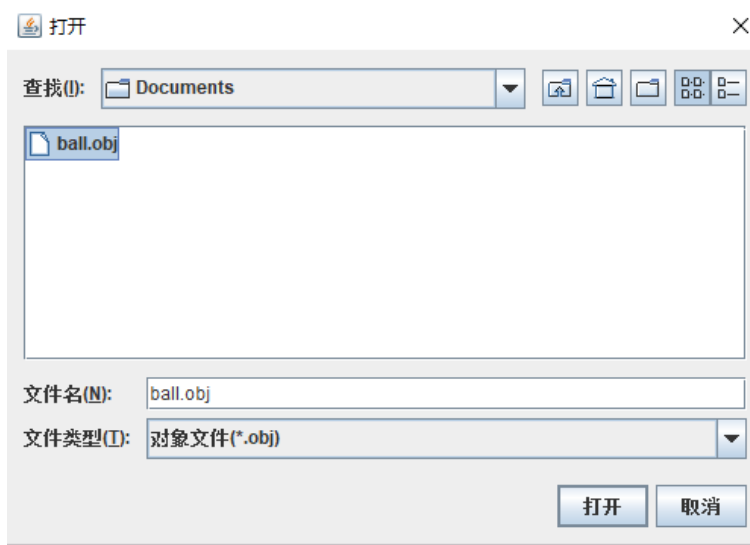 打开
查找(I): Documents
ball.obj
文件名(N): ball.obj
文件类型(T): 对象文件(*.obj)
打开 取消